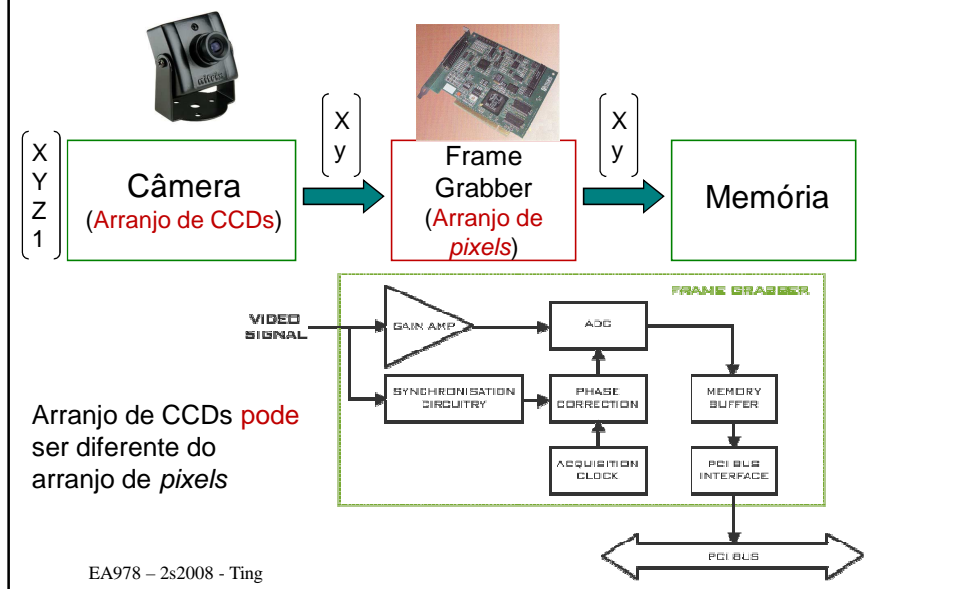 X
Y
Z
1
Câmera
(Arranjo de CCDs)
X
y
Frame
Grabber
(Arranjo de
pixels)
X
y
Memória
FRAME GRABBER
VIDEO
SIGNAL
GAIN AMP
ADC
SYNCHRONISATION
CIRCUITRY
PHASE
CORRECTION
MEMORY
BUFFER
ACQUISITION
CLOCK
PCI BUS
INTERFACE
PCI BUS
Arranjo de CCDs pode
ser diferente do
arranjo de pixels
EA978 – 2s2008 - Ting